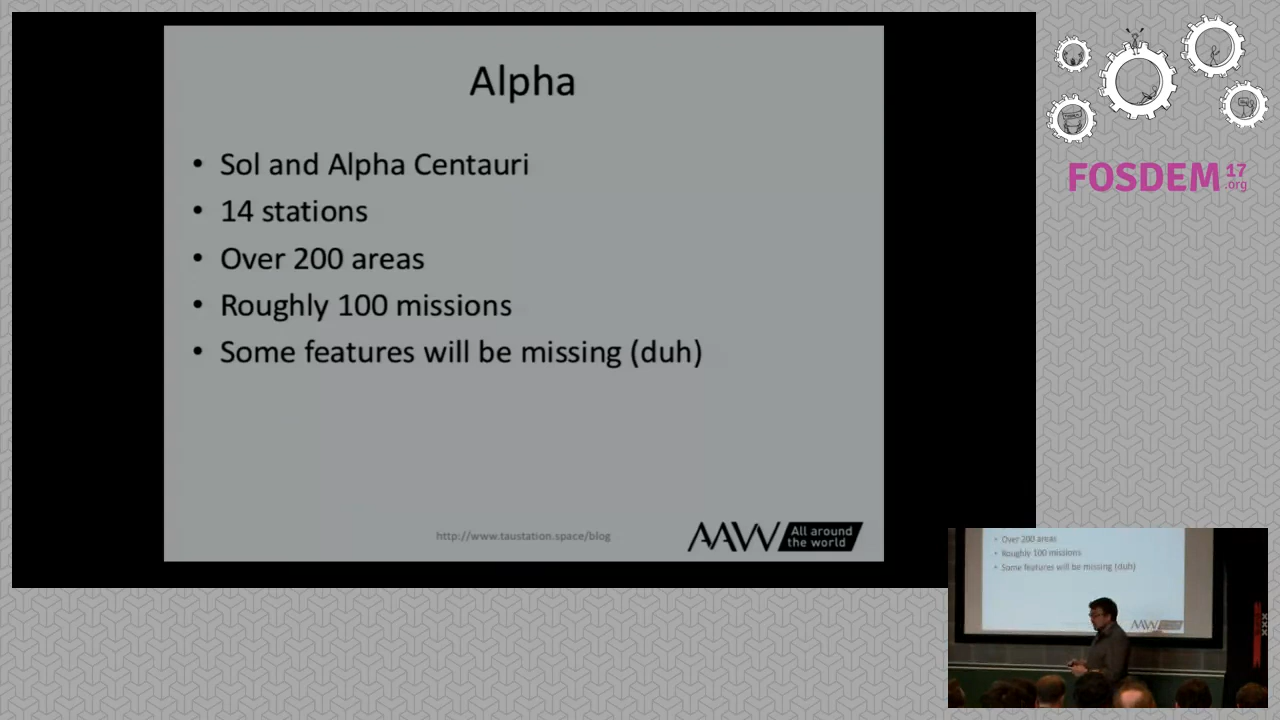 Alpha
• Sol and Alpha Centauri
• 14 stations
• Over 200 areas
• Roughly 100 missions
• Some features will be missing (duh)
http://www.taustation.space/blog
AAW All around
the world
FOSDEM 17
.org
• Over 200 areas
• Roughly 100 missions
• Some features will be missing (duh)
AAW